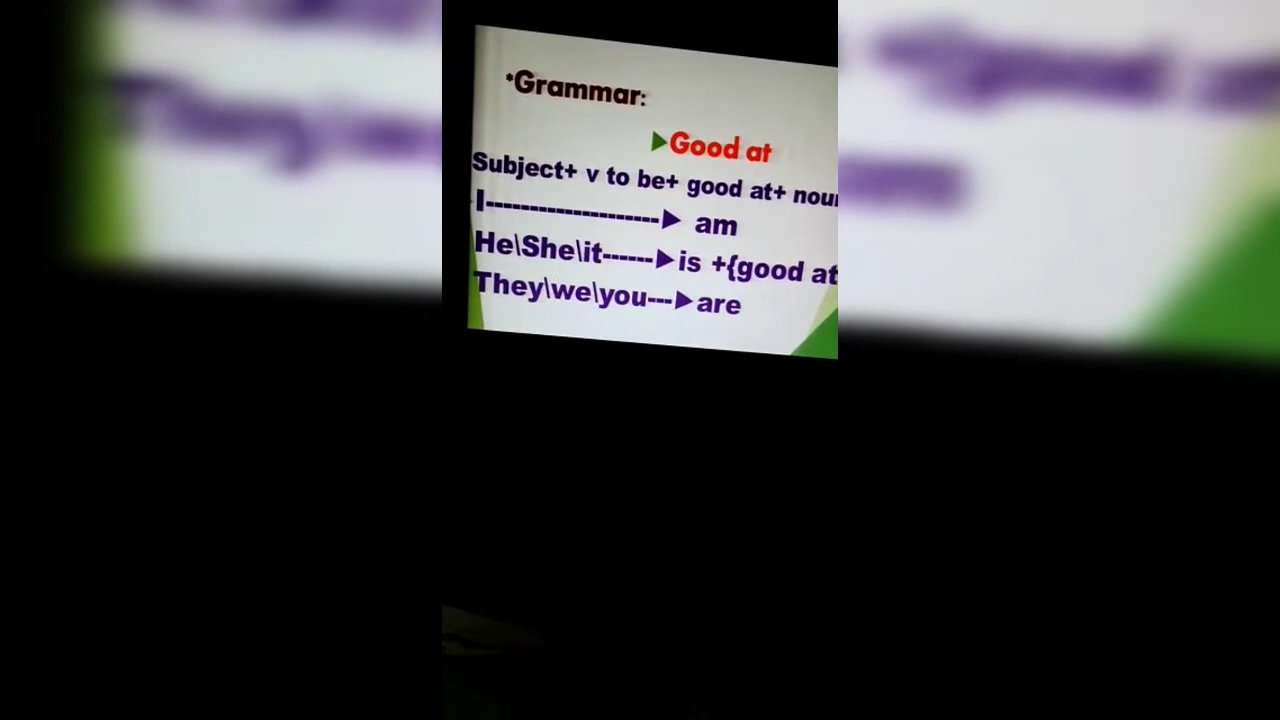 *Grammar:
Good at
Subject+ v to be+ good at+
I---------------------► am
He\She\it------►is +{good at
They\we\you---►are